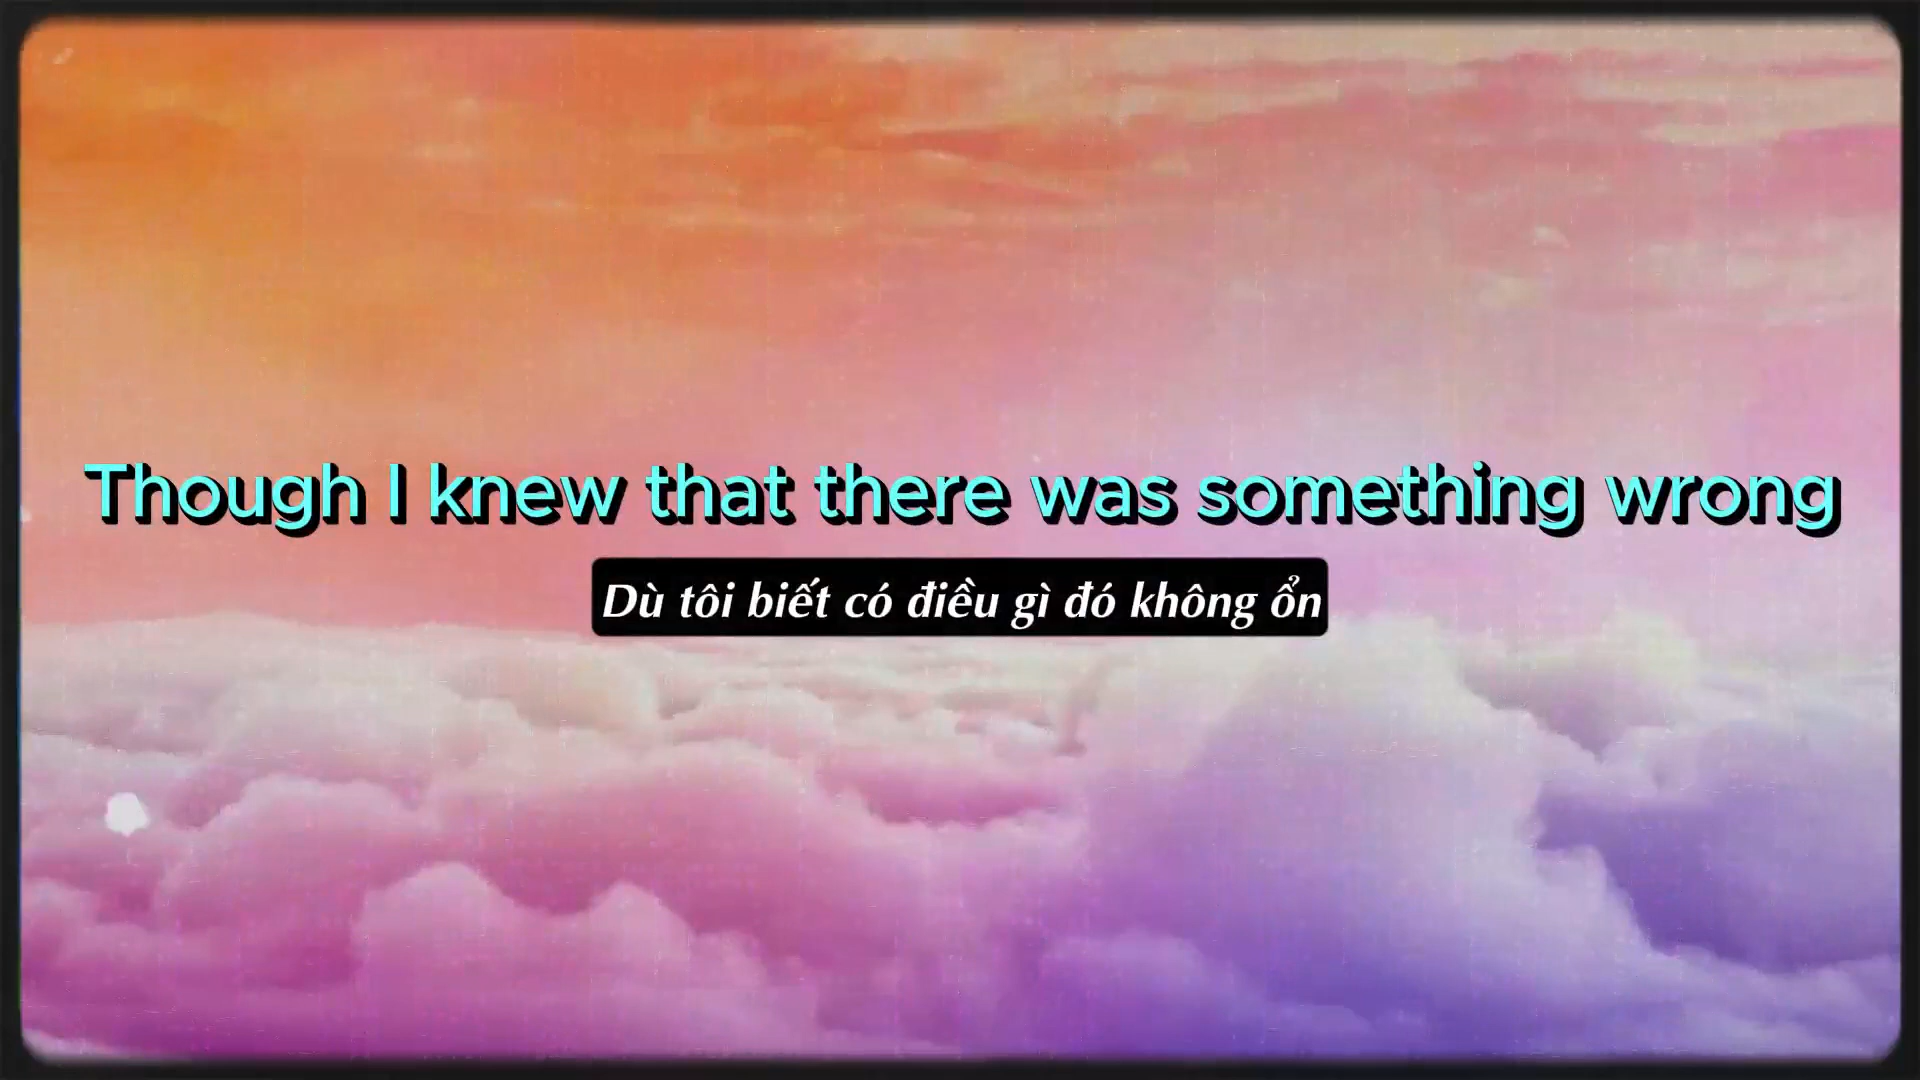 Though I knew that there was something wrong
Dù tôi biết có điều gì đó không ổn